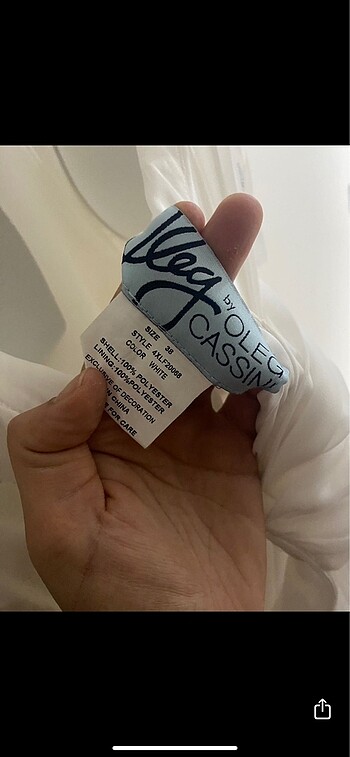 Oleg
by
OLEG
CASSINI
SIZE 38
STYLE 4XLF20068
COLOR WHITE
SHELL:100% POLYESTER
LINING:100%POLYESTER
EXCLUSIVE OF DECORATION
CHINA
FOR CARE